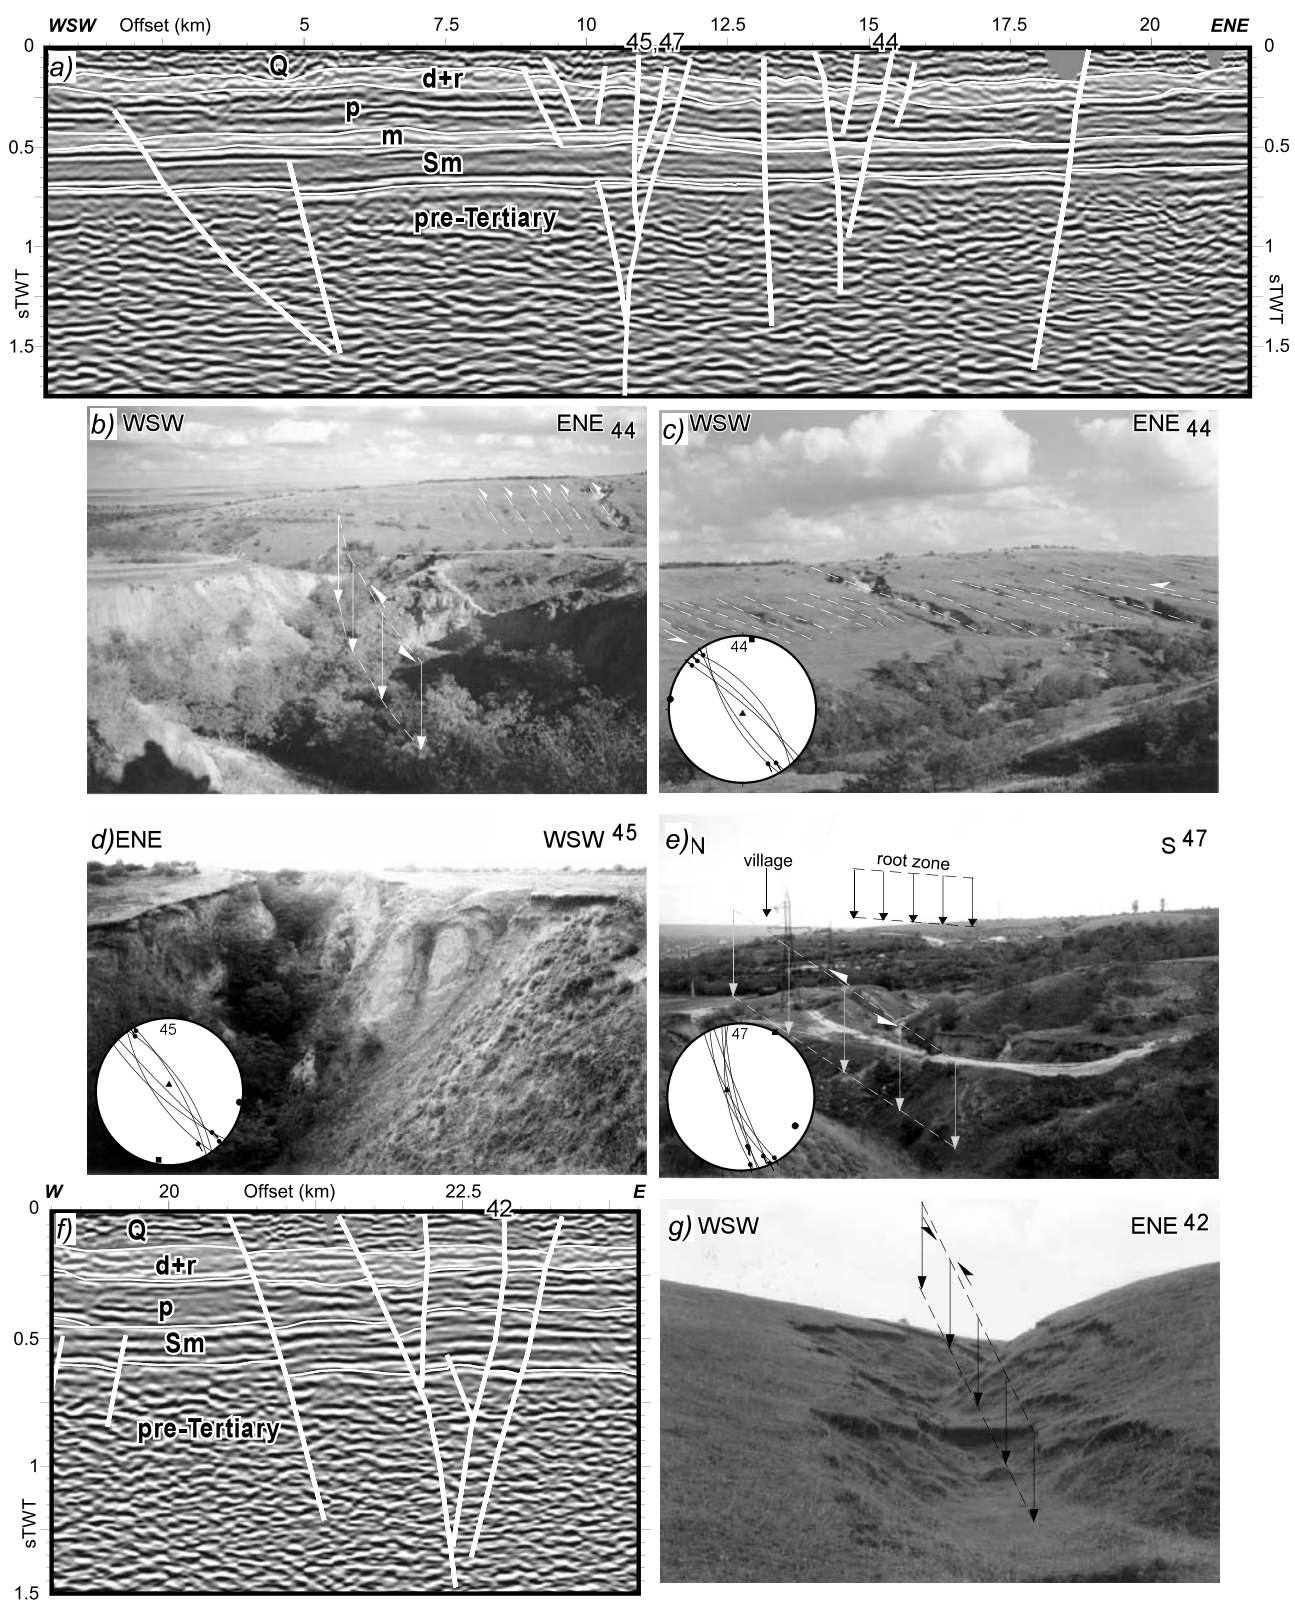 WSW Offset (km) 5 7.5 10 12.5 15 17.5 20 ENE
0 45,47 44 0
a) Q
d+r
p
m
0.5 0.5
Sm
pre-Tertiary
1 1
sTWT sTWT
1.5 1.5
b) WSW ENE 44
c) WSW ENE 44
44
d) ENE WSW 45
45
e) N S 47
village root zone
47
W 20 Offset (km) 22.5 E
0 42
f) Q
d+r
p
0.5
Sm
pre-Tertiary
1
sTWT
1.5
g) WSW ENE 42